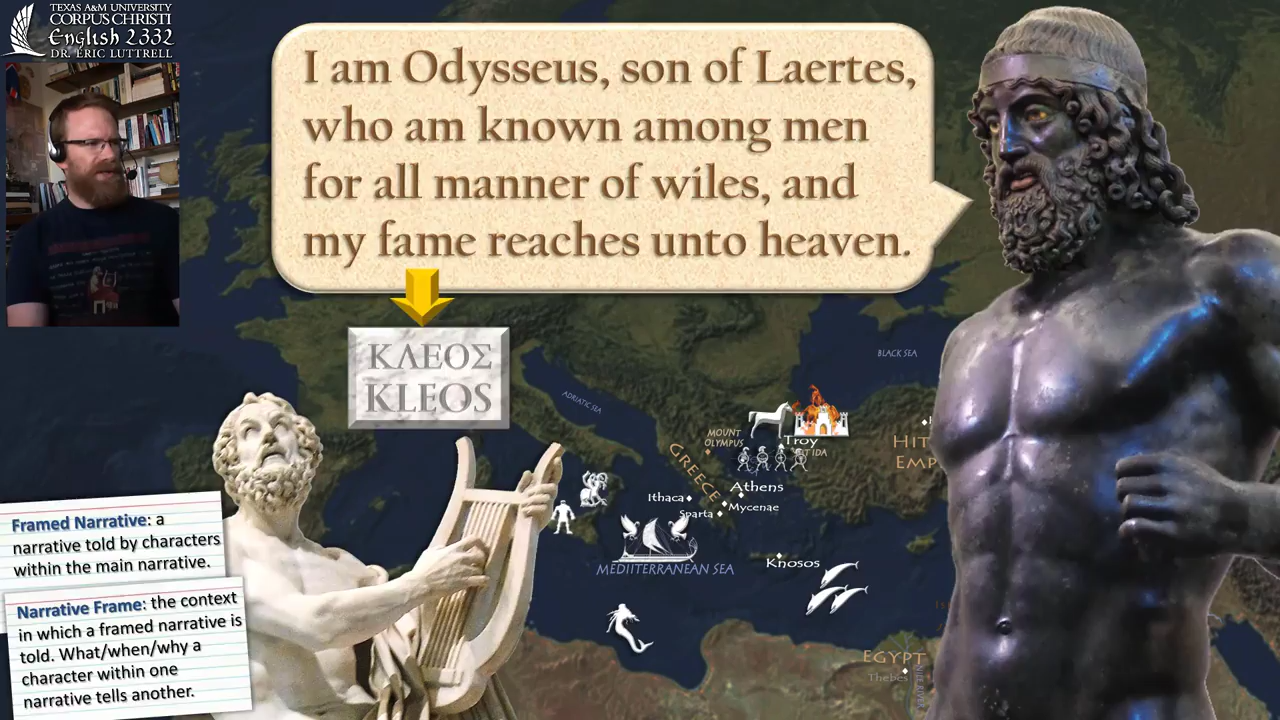 TEXAS A&M UNIVERSITY
CORPUS CHRISTI
English 2332
DR. ERIC LUTTRELL
I am Odysseus, son of Laertes,
who am known among men
for all manner of wiles, and
my fame reaches unto heaven.
ΚΛΕΟΣ
KLEOS
BLACK SEA
ADRIATIC SEA
MOUNT
OLYMPUS
Troy
HIT
EMP
GREECE
Athens
Ithaca
Mycenae
Sparta
MEDITERRANEAN SEA
Knosos
EGYPT
Thebes
Framed Narrative: a
narrative told by characters
within the main narrative.
Narrative Frame: the context
in which a framed narrative is
told. What/when/why a
character within one
narrative tells another.